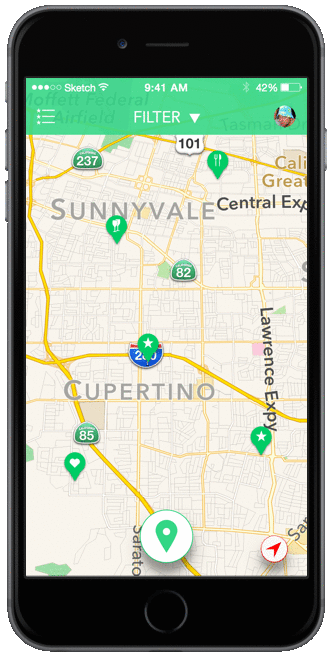 Sketch 9:41 AM 42%
Moffett Federal
Airfield
FILTER ▼
Tasman
237
101
Cali
Great
SUNNYVALE
Central Exp
82
Lawrence Expy
280
CUPERTINO
85
Sarato
Sa